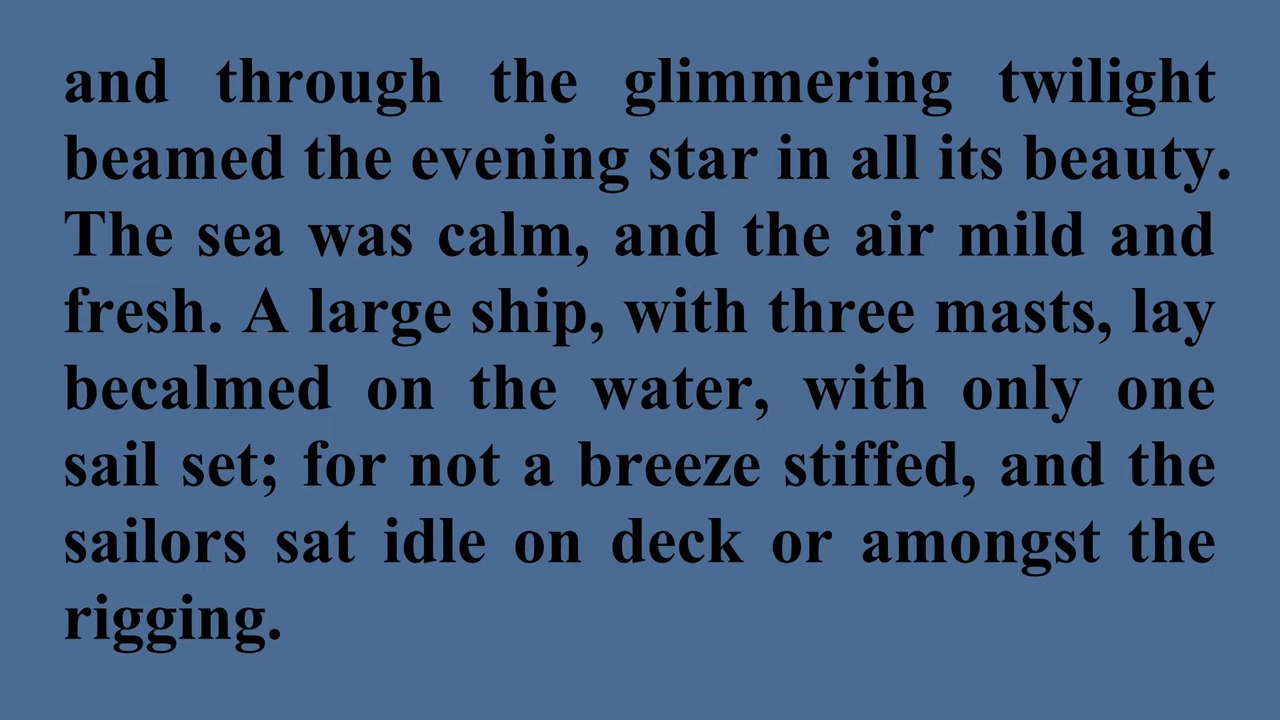 and through the glimmering twilight
beamed the evening star in all its beauty.
The sea was calm, and the air mild and
fresh. A large ship, with three masts, lay
becalmed on the water, with only one
sail set; for not a breeze stiffed, and the
sailors sat idle on deck or amongst the
rigging.